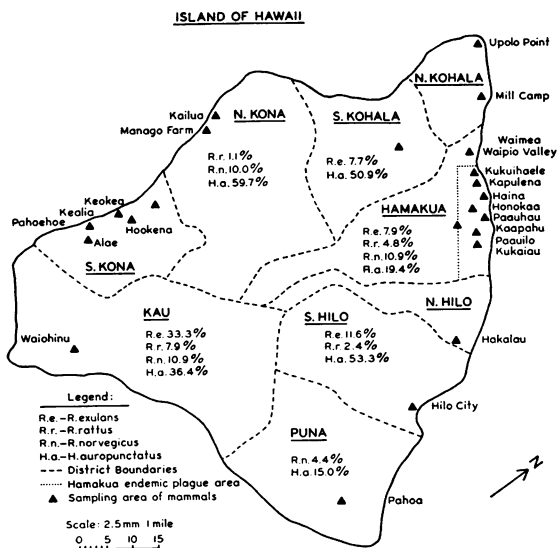 ISLAND OF HAWAII
Upolo Point
N. KOHALA
Mill Camp
Kailua
Manago Farm
N. KONA
R.r. 1.1%
R.n. 10.0%
H.a. 59.7%
S. KOHALA
R.e. 7.7%
H.a. 50.9%
Waimea
Waipio Valley
Kukuihaele
Kapulena
Haina
Honokaa
Paauhau
Kaapahu
Paauilo
Kukaiau
HAMAKUA
R.e. 7.9%
R.r. 4.8%
R.n. 10.9%
H.a. 19.4%
Keokea
Kealia
Pahoehoe
Hookena
Alae
S. KONA
KAU
R.e. 33.3%
R.r. 7.9%
R.n. 10.9%
H.a. 36.4%
Waiohinu
S. HILO
R.e. 11.6%
R.r. 2.4%
H.a. 53.3%
N. HILO
Hakalau
Hilo City
PUNA
R.n. 4.4%
H.a. 15.0%
Pahoa
Legend:
R.e.-R.exulans
R.r.-R.rattus
R.n-R.norvegicus
H.a.-H.auropunctatus
District Boundaries
Hamakua endemic plague area
Sampling area of mammals
Scale: 2.5mm 1 mile
0 5 10 15